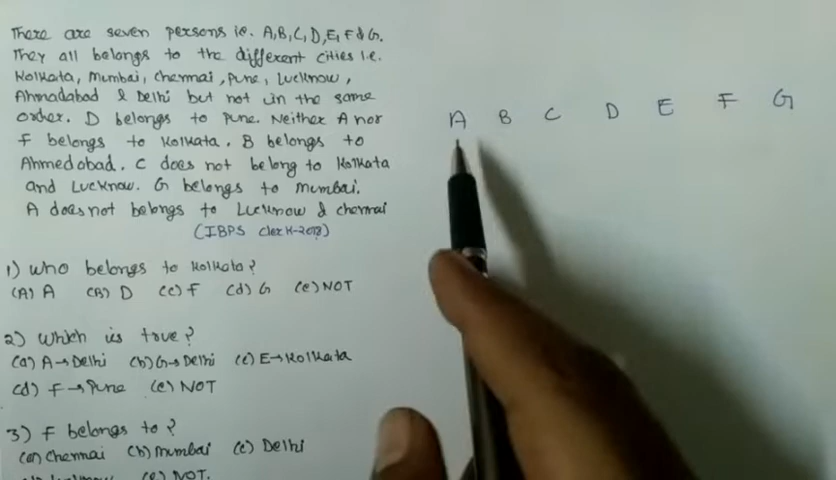 There are seven persons ie. A,B,C,D,E,F & G.
They all belongs to the different cities i.e.
Kolkata, Mumbai, Chennai, Pune, Lucknow,
Ahmadabad & Delhi but not in the same
order. D belongs to Pune. Neither A nor
F belongs to Kolkata. B belongs to
Ahmedobad. C does not belong to Kolkata
and Lucknow. G belongs to Mumbai.
A does not belongs to Lucknow & chennai
(IBPS Clerk-2018)
A B C D E F G
1) Who belongs to Kolkata?
(A) A (B) D (C) F (d) G (e) NOT
2) Which is true?
(a) A→Delhi (b) G→Delhi (c) E→Kolkata
(d) F→Pune (e) NOT
3) F belongs to?
(a) Chennai (b) Mumbai (c) Delhi
(e) NOT.